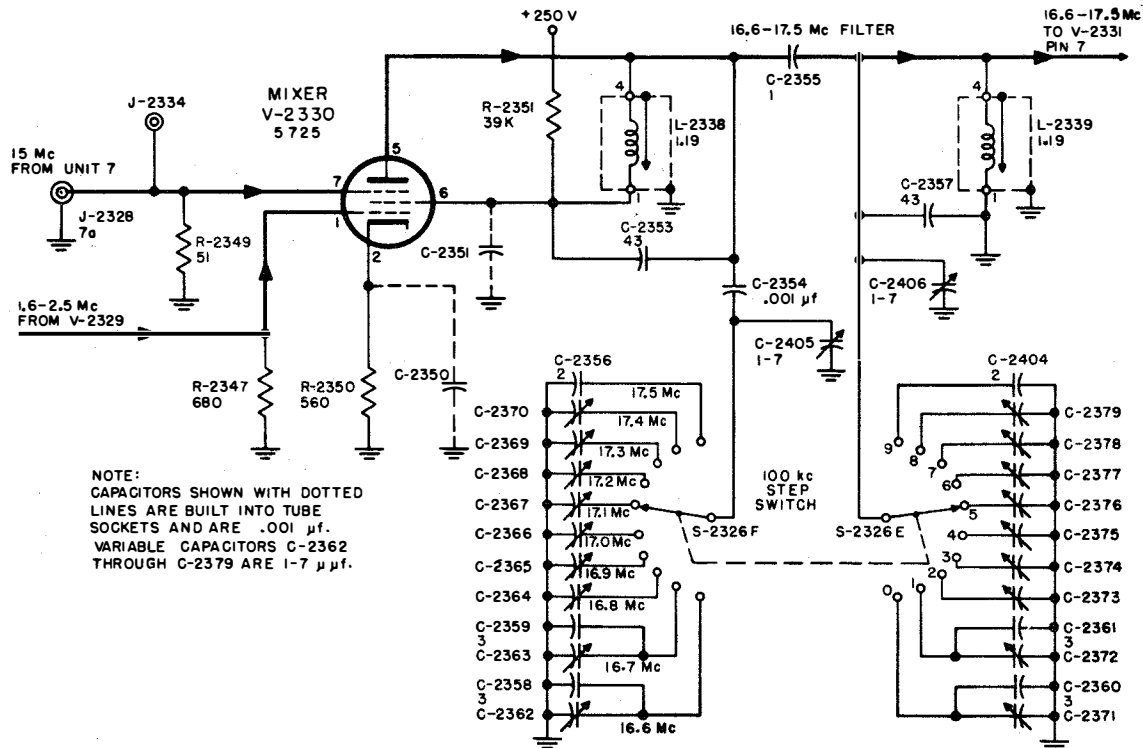 +250 V
16.6-17.5 Mc FILTER
16.6-17.5 Mc
TO V-2331
PIN 7
C-2355
1
MIXER
V-2330
5725
J-2334
R-2351
39K
4
L-2338
1.19
1
4
L-2339
1.19
1
15 Mc
FROM UNIT 7
J-2328
7a
5
7
6
1
2
R-2349
51
C-2351
C-2353
43
C-2357
43
C-2354
.001 µf
C-2406
1-7
C-2405
1-7
1.6-2.5 Mc
FROM V-2329
R-2347
680
R-2350
560
C-2350
C-2356
2
17.5 Mc
C-2370
17.4 Mc
C-2369
17.3 Mc
C-2368
17.2 Mc
C-2367
17.1 Mc
C-2366
17.0 Mc
C-2365
16.9 Mc
C-2364
16.8 Mc
C-2359
3
C-2363
16.7 Mc
C-2358
3
C-2362
16.6 Mc
100 kc
STEP
SWITCH
S-2326F
S-2326E
C-2404
2
9
8
7
6
5
4
3
2
1
0
C-2379
C-2378
C-2377
C-2376
C-2375
C-2374
C-2373
C-2361
3
C-2372
C-2360
3
C-2371
NOTE:
CAPACITORS SHOWN WITH DOTTED
LINES ARE BUILT INTO TUBE
SOCKETS AND ARE .001 µf.
VARIABLE CAPACITORS C-2362
THROUGH C-2379 ARE 1-7 µµf.